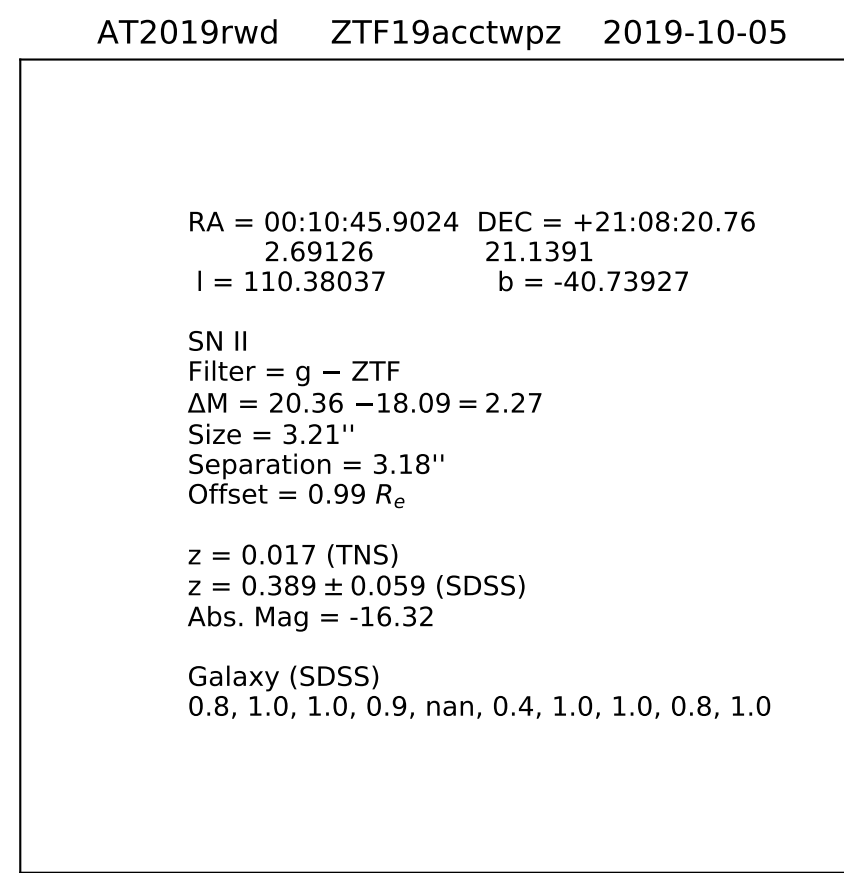 AT2019rwd ZTF19acctwpz 2019-10-05
RA = 00:10:45.9024 DEC = +21:08:20.76
2.69126 21.1391
l = 110.38037 b = -40.73927
SN II
Filter = g − ZTF
ΔM = 20.36 −18.09 = 2.27
Size = 3.21''
Separation = 3.18''
Offset = 0.99 Rₑ
z = 0.017 (TNS)
z = 0.389 ± 0.059 (SDSS)
Abs. Mag = -16.32
Galaxy (SDSS)
0.8, 1.0, 1.0, 0.9, nan, 0.4, 1.0, 1.0, 0.8, 1.0